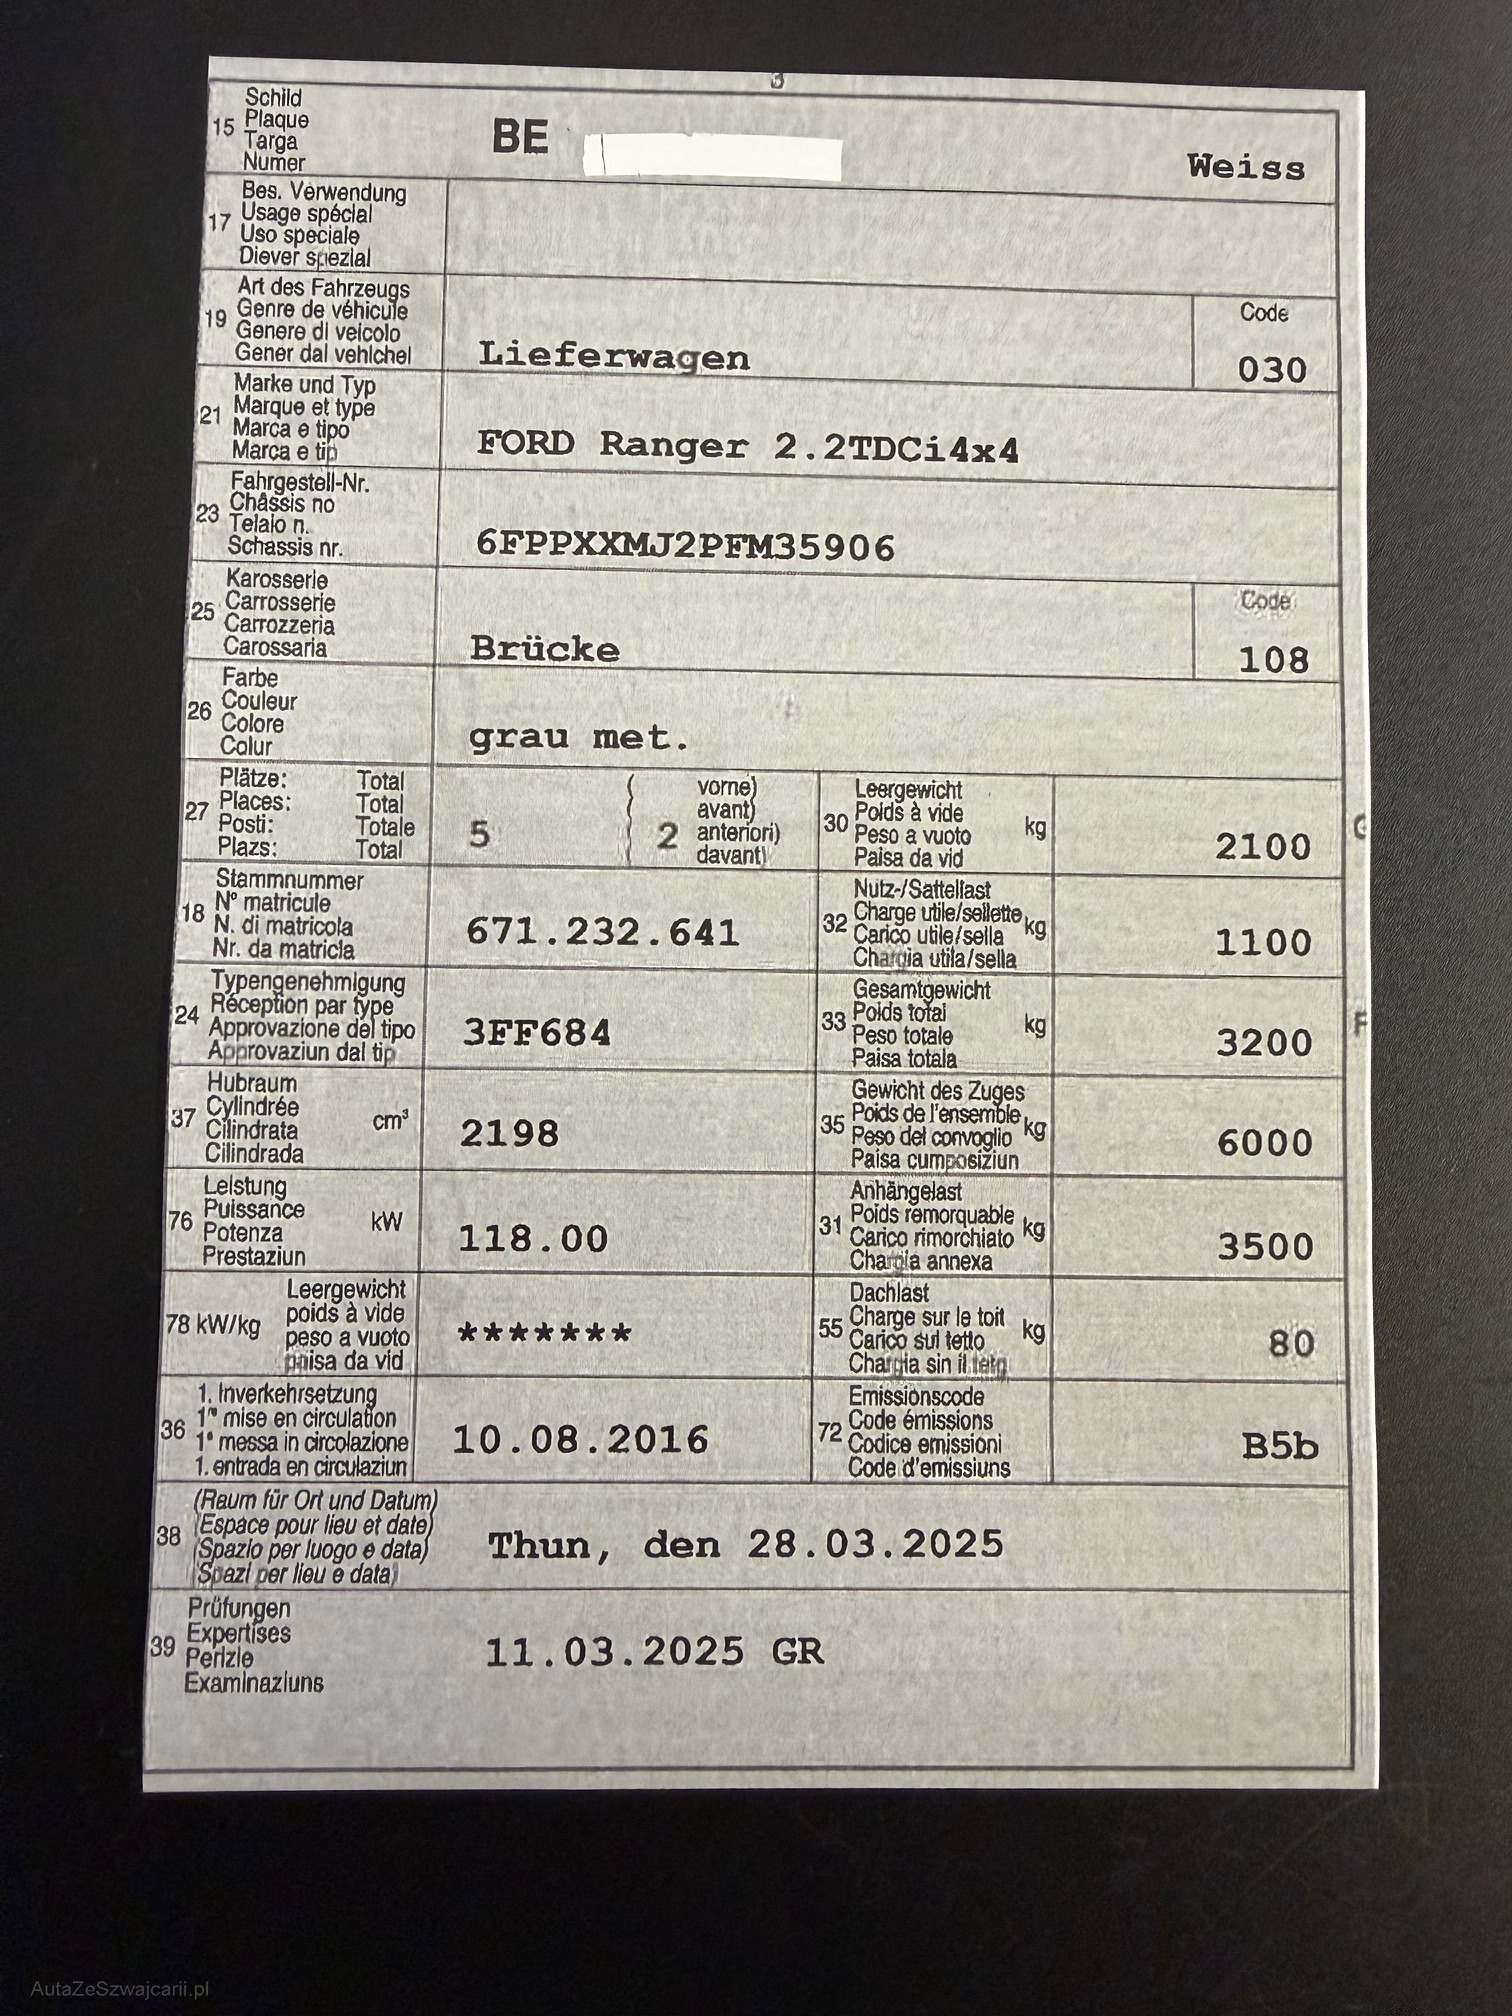 3
15
Schild
Plaque
Targa
Numer
BE
Weiss
17
Bes. Verwendung
Usage spécial
Uso speciale
Diever spezial
19
Art des Fahrzeugs
Genre de véhicule
Genere di veicolo
Gener dal vehichel
Lieferwagen
Code
030
21
Marke und Typ
Marque et type
Marca e tipo
Marca e tip
FORD Ranger 2.2TDCi4x4
23
Fahrgestell-Nr.
Châssis no
Telaio n.
Schassis nr.
6FPPXXMJ2PFM35906
25
Karosserie
Carrosserie
Carrozzeria
Carossaria
Brücke
Code
108
26
Farbe
Couleur
Colore
Colur
grau met.
27
Plätze: Total
Places: Total
Posti: Totale
Plazs: Total
5
2
vorne)
avant)
anteriori)
davant)
30
Leergewicht
Poids à vide
Peso a vuoto
Paisa da vid
kg
2100
G
18
Stammnummer
N° matricule
N. di matricola
Nr. da matricla
671.232.641
32
Nutz-/Sattellast
Charge utile/sellette
Carico utile/sella
Chargia utila/sella
kg
1100
24
Typengenehmigung
Réception par type
Approvazione del tipo
Approvaziun dal tip
3FF684
33
Gesamtgewicht
Poids total
Peso totale
Paisa totala
kg
3200
F
37
Hubraum
Cylindrée
Cilindrata
Cilindrada
cm³
2198
35
Gewicht des Zuges
Poids de l'ensemble
Peso del convoglio
Paisa cumposiziun
kg
6000
76
Leistung
Puissance
Potenza
Prestaziun
kW
118.00
31
Anhängelast
Poids remorquable
Carico rimorchiato
Chargia annexa
kg
3500
78 kW/kg
Leergewicht
poids à vide
peso a vuoto
paisa da vid
*******
55
Dachlast
Charge sur le toit
Carico sul tetto
Chargia sin il tetg
kg
80
36
1. Inverkehrsetzung
1re mise en circulation
1a messa in circolazione
1. entrada en circulaziun
10.08.2016
72
Emissionscode
Code émissions
Codice emissioni
Code d'emissiuns
B5b
38
(Raum für Ort und Datum)
(Espace pour lieu et date)
(Spazio per luogo e data)
(Spazi per lieu e data)
Thun, den 28.03.2025
39
Prüfungen
Expertises
Perizie
Examinaziuns
11.03.2025 GR
AutaZeSzwajcarii.pl